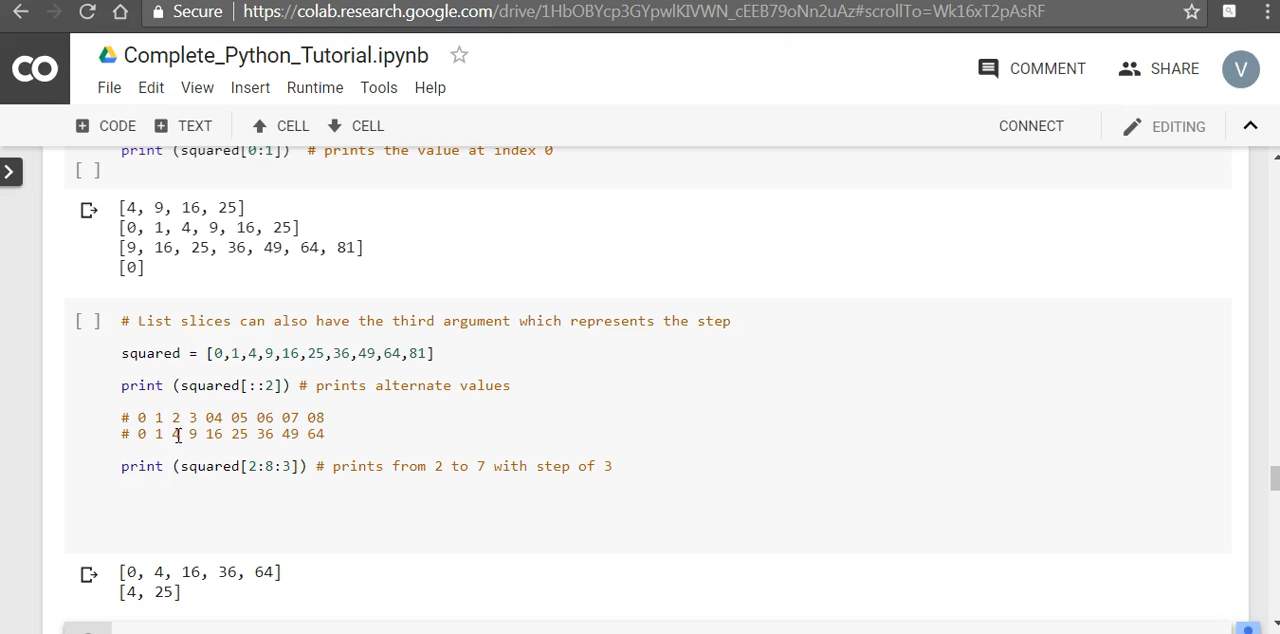 Secure https://colab.research.google.com/drive/1HbOBYcp3GYpwlKIVWN_cEEB79oNn2uAz#scrollTo=Wk16xT2pAsRF
CO Complete_Python_Tutorial.ipynb COMMENT SHARE V
File Edit View Insert Runtime Tools Help
CODE TEXT CELL CELL CONNECT EDITING
print (squared[0:1]) # prints the value at index 0
[ ]
[4, 9, 16, 25]
[0, 1, 4, 9, 16, 25]
[9, 16, 25, 36, 49, 64, 81]
[0]
[ ] # List slices can also have the third argument which represents the step
squared = [0,1,4,9,16,25,36,49,64,81]
print (squared[::2]) # prints alternate values
# 0 1 2 3 04 05 06 07 08
# 0 1 4 9 16 25 36 49 64
print (squared[2:8:3]) # prints from 2 to 7 with step of 3
[0, 4, 16, 36, 64]
[4, 25]